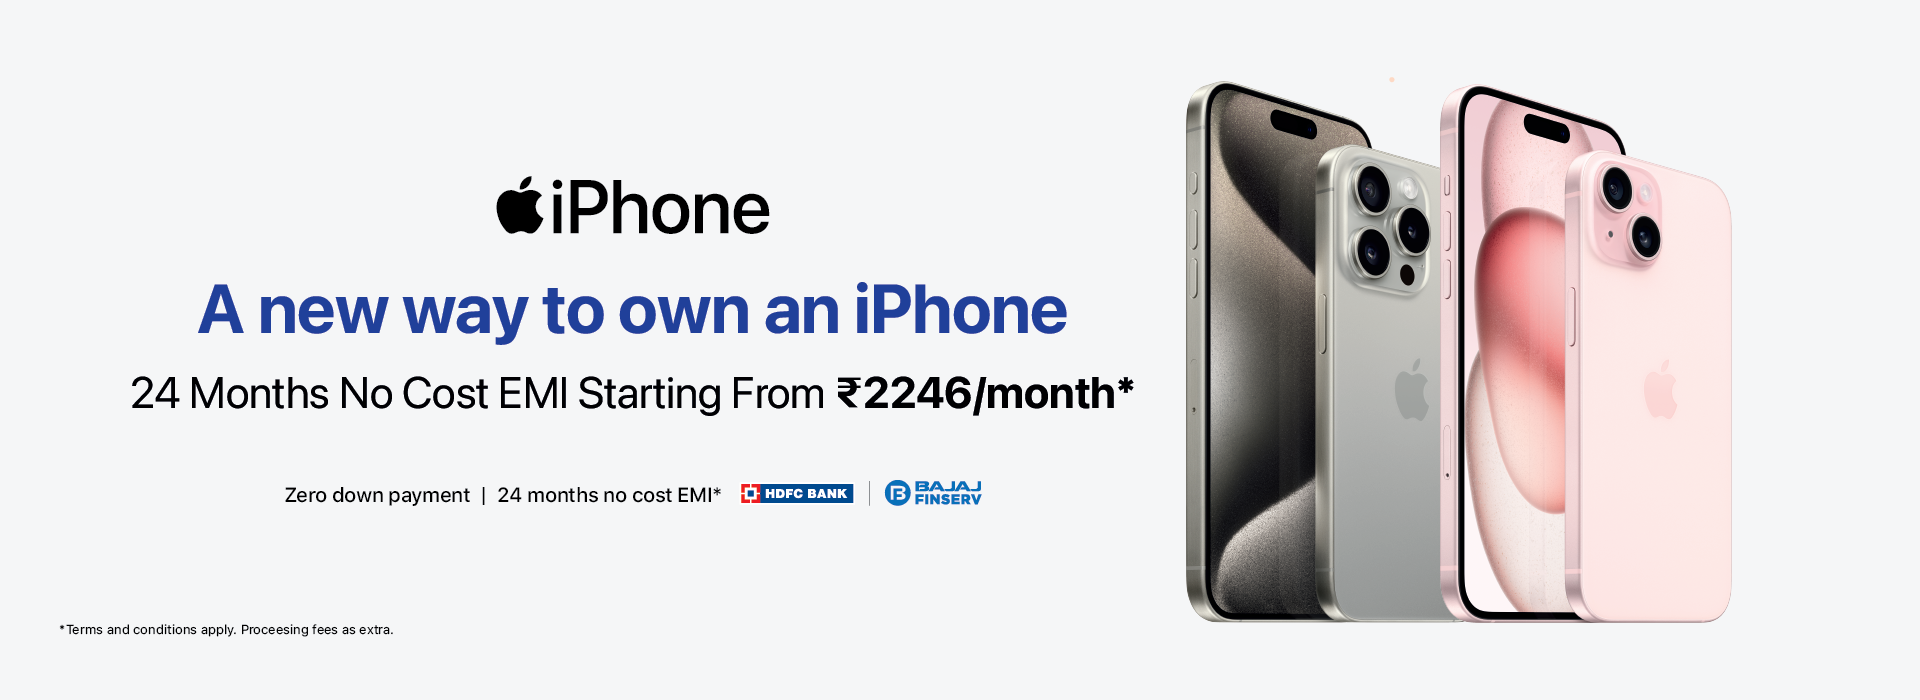 iPhone
A new way to own an iPhone
24 Months No Cost EMI Starting From ₹2246/month*
Zero down payment | 24 months no cost EMI* HDFC BANK | BAJAJ FINSERV
*Terms and conditions apply. Proceesing fees as extra.